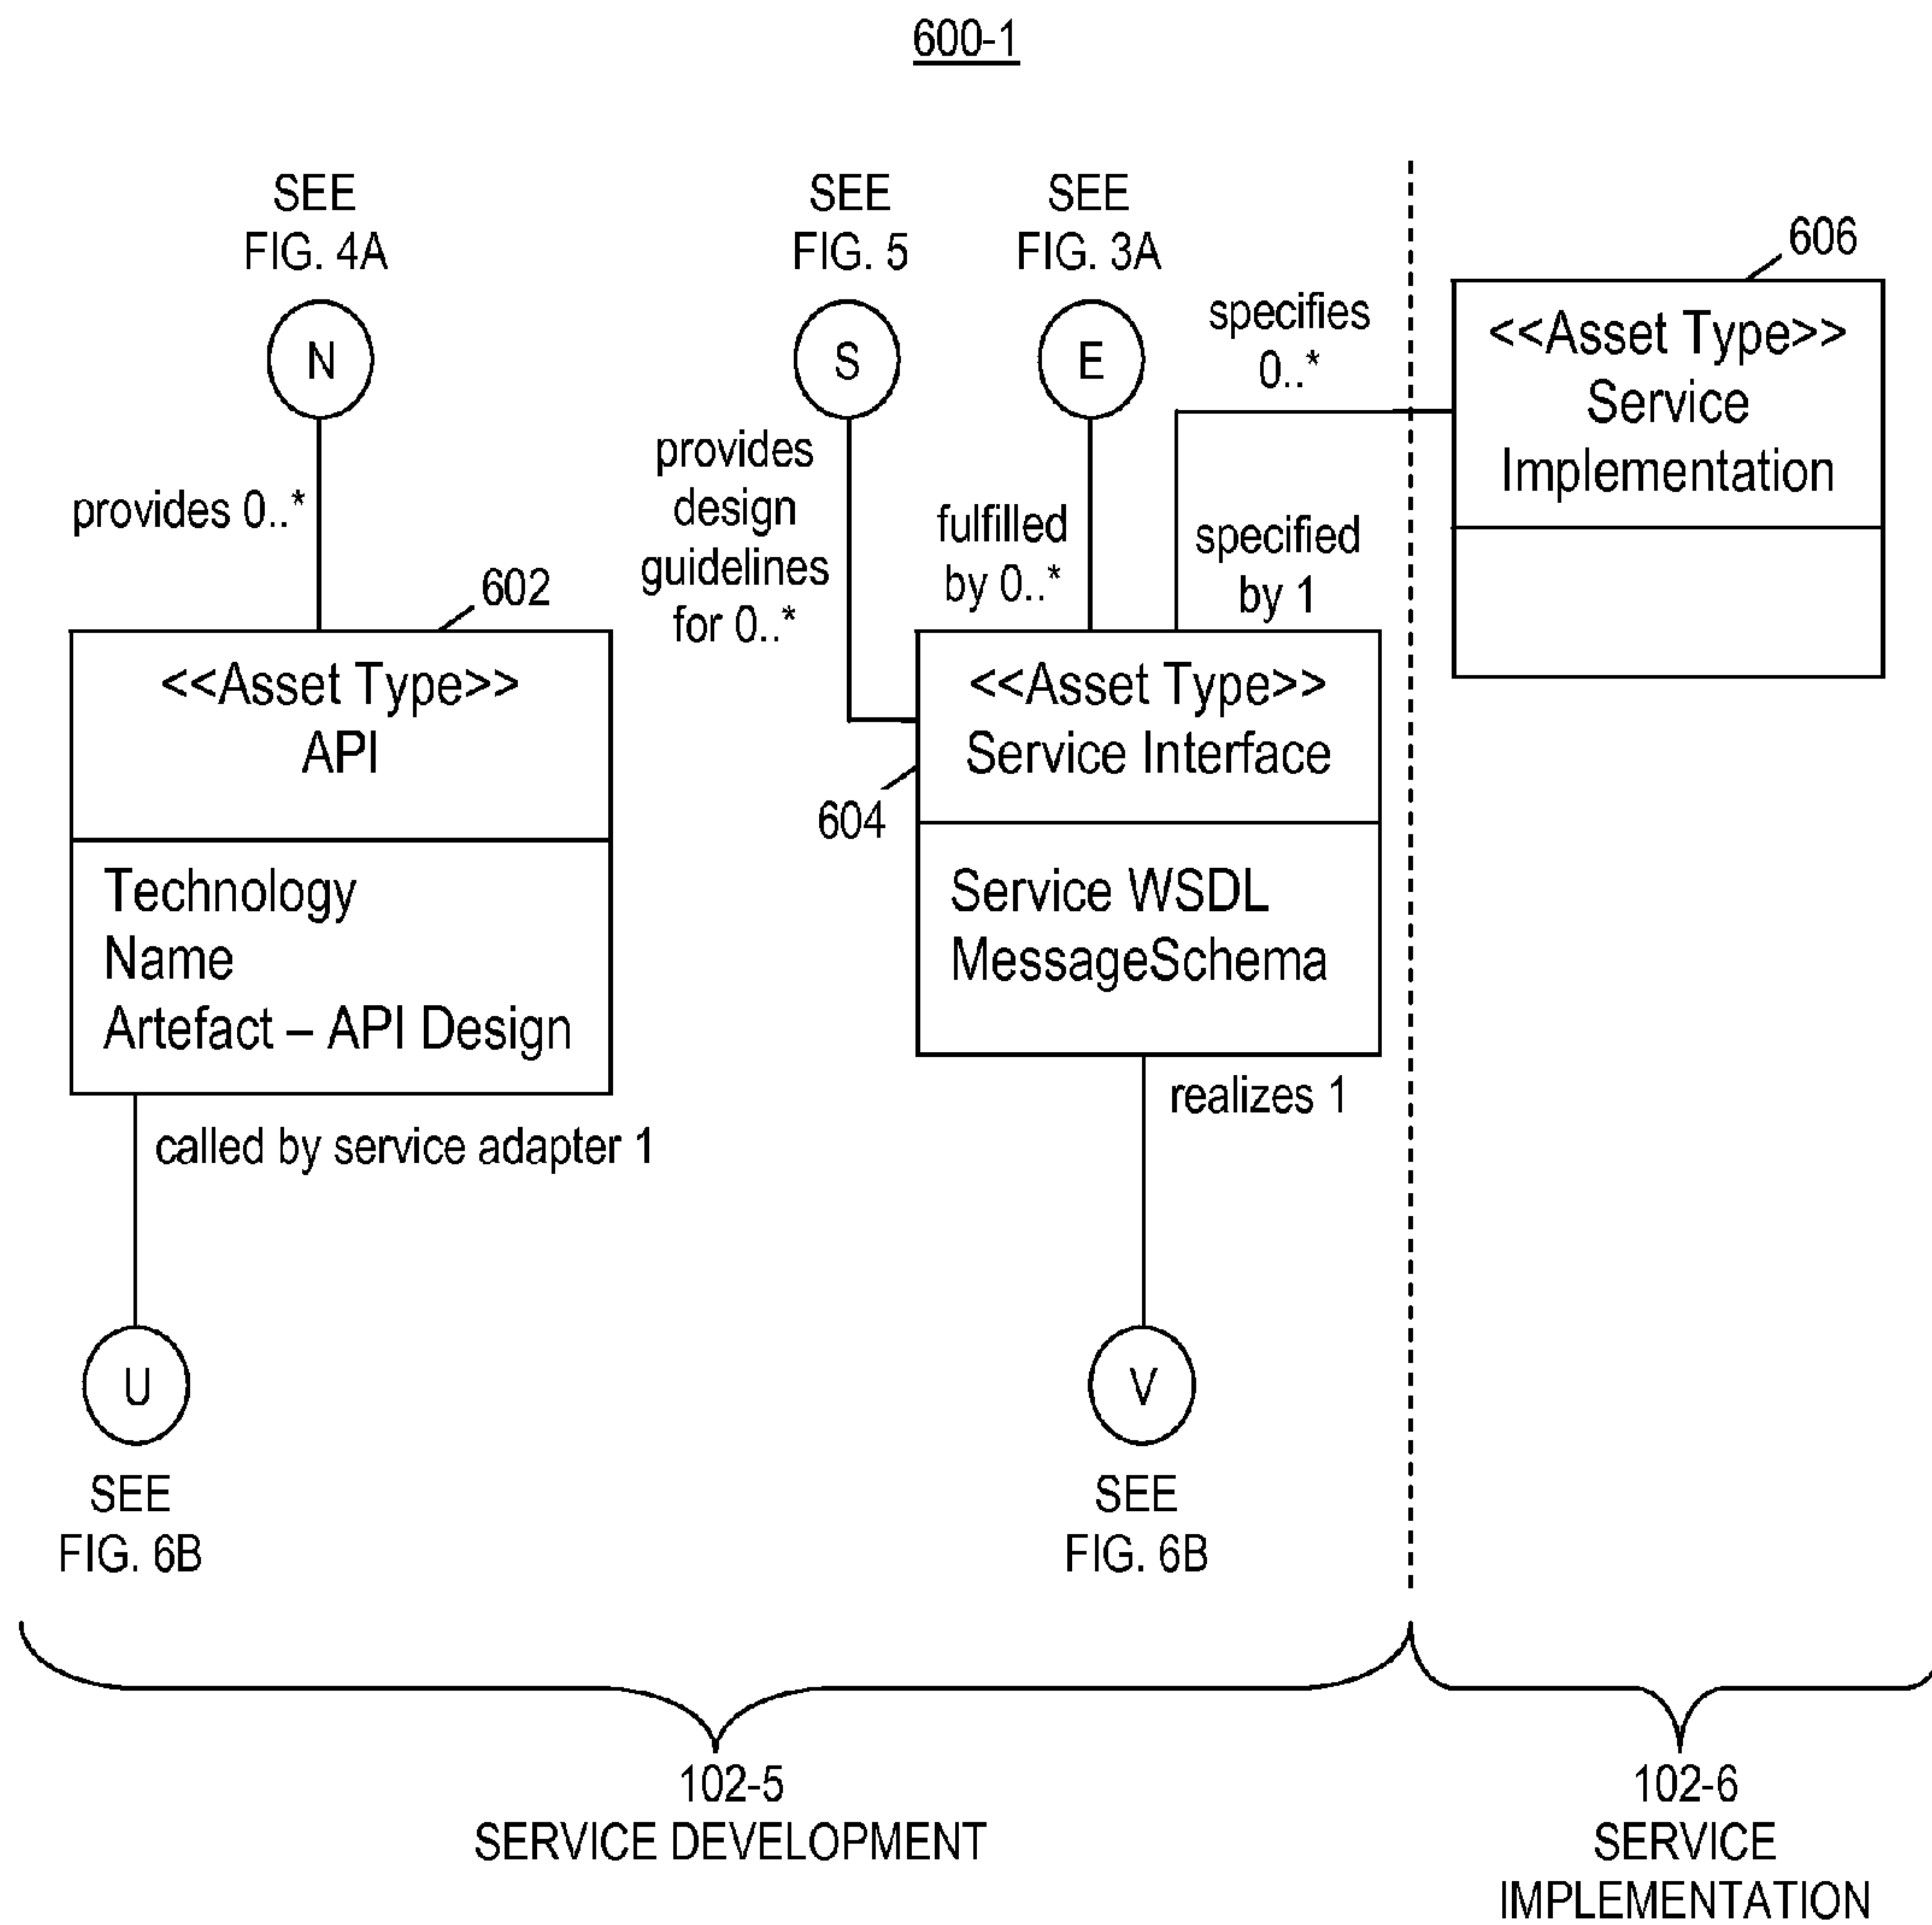 600-1
SEE
FIG. 4A
N
provides 0..*
SEE
FIG. 5
S
provides
design
guidelines
for 0..*
SEE
FIG. 3A
E
fulfilled
by 0..*
specifies
0..*
specified
by 1
606
<<Asset Type>>
Service
Implementation
602
<<Asset Type>>
API
Technology
Name
Artefact – API Design
called by service adapter 1
U
SEE
FIG. 6B
604
<<Asset Type>>
Service Interface
Service WSDL
MessageSchema
realizes 1
V
SEE
FIG. 6B
102-5
SERVICE DEVELOPMENT
102-6
SERVICE
IMPLEMENTATION